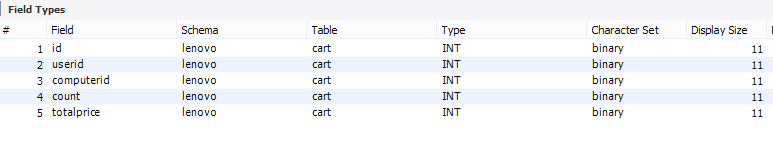 Field Types
# Field Schema Table Type Character Set Display Size
1 id lenovo cart INT binary 11
2 userid lenovo cart INT binary 11
3 computerid lenovo cart INT binary 11
4 count lenovo cart INT binary 11
5 totalprice lenovo cart INT binary 11